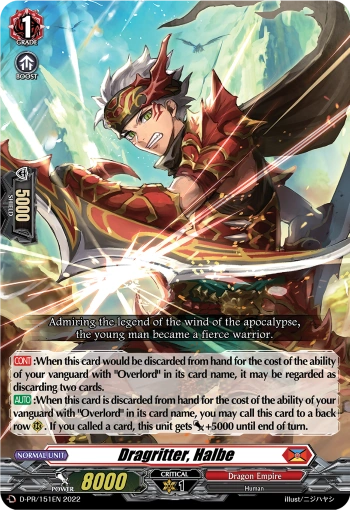 1
GRADE
BOOST
5000
SHIELD
Admiring the legend of the wind of the apocalypse,
the young man became a fierce warrior.
CONT :When this card would be discarded from hand for the cost of the ability
of your vanguard with "Overlord" in its card name, it may be regarded as
discarding two cards.
AUTO :When this card is discarded from hand for the cost of the ability of your
vanguard with "Overlord" in its card name, you may call this card to a back
row. If you called a card, this unit gets +5000 until end of turn.
NORMAL UNIT
Dragritter, Halbe
POWER 8000
CRITICAL
1
Dragon Empire
Human
D-PR/151EN 2022
illust/ニジハヤシ